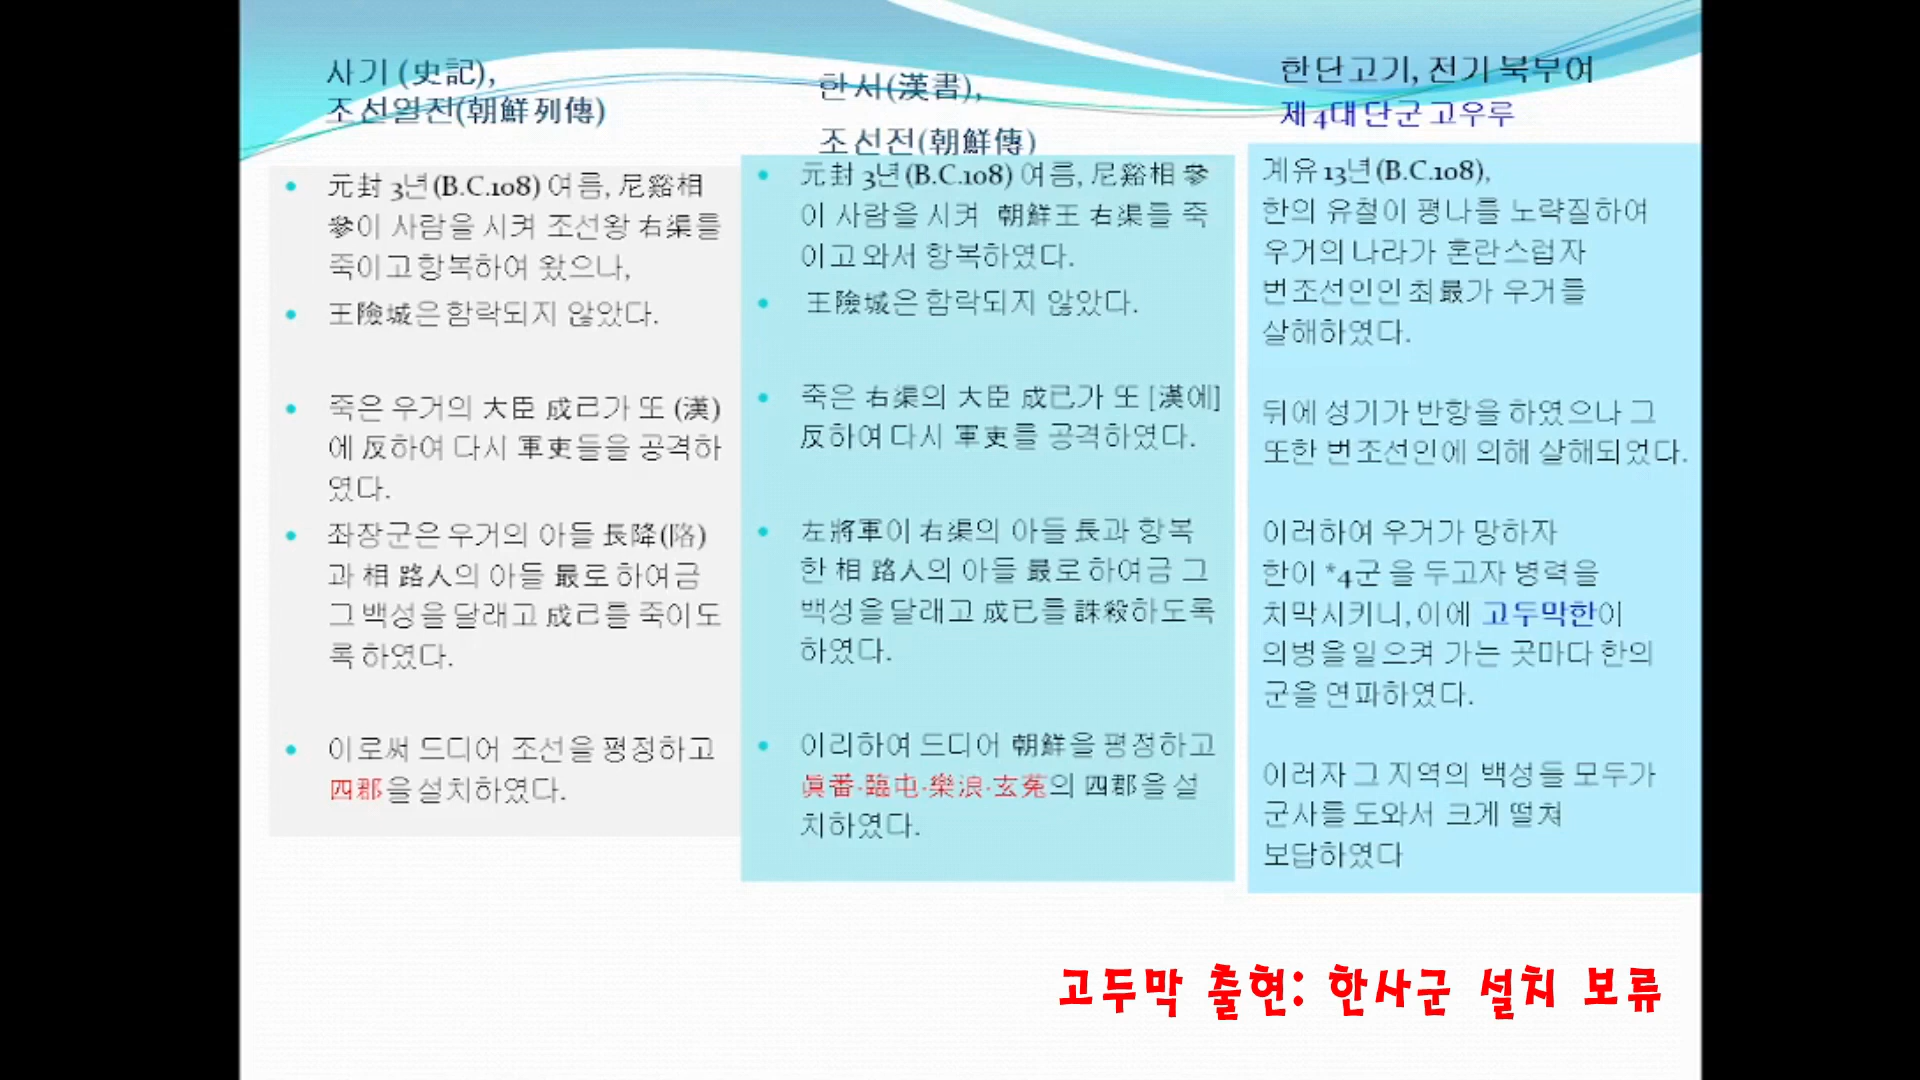 사기 (史記),
조선열전(朝鮮列傳)
• 元封 3년(B.C.108) 여름, 尼谿相
參이 사람을 시켜 조선왕 右渠를
죽이고 항복하여 왔으나,
• 王險城은 함락되지 않았다.
• 죽은 우거의 大臣 成己가 또 (漢)
에 反하여 다시 軍吏들을 공격하
였다.
• 좌장군은 우거의 아들 長降(陷)
과 相 路人의 아들 最로 하여금
그 백성을 달래고 成己를 죽이도
록 하였다.
• 이로써 드디어 조선을 평정하고
四郡을 설치하였다.
한서(漢書),
조선전(朝鮮傳)
• 元封 3년(B.C.108) 여름, 尼谿相 參
이 사람을 시켜 朝鮮王 右渠를 죽
이고 와서 항복하였다.
• 王險城은 함락되지 않았다.
• 죽은 右渠의 大臣 成已가 또 [漢에]
反하여 다시 軍吏를 공격하였다.
• 左將軍이 右渠의 아들 長과 항복
한 相 路人의 아들 最로 하여금 그
백성을 달래고 成已를 誅殺하도록
하였다.
• 이리하여 드디어 朝鮮을 평정하고
眞番·臨屯·樂浪·玄菟의 四郡을 설
치하였다.
한단고기, 전기 북부여
제 4대 단군 고우루
계유 13년(B.C.108),
한의 유철이 평나를 노략질하여
우거의 나라가 혼란스럽자
번조선인인 최最가 우거를
살해하였다.
뒤에 성기가 반항을 하였으나 그
또한 번조선인에 의해 살해되었다.
이러하여 우거가 망하자
한이 *4군 을 두고자 병력을
치막시키니, 이에 고두막한이
의병을 일으켜 가는 곳마다 한의
군을 연파하였다.
이러자 그 지역의 백성들 모두가
군사를 도와서 크게 떨쳐
보답하였다
고두막 출현: 한사군 설치 보류